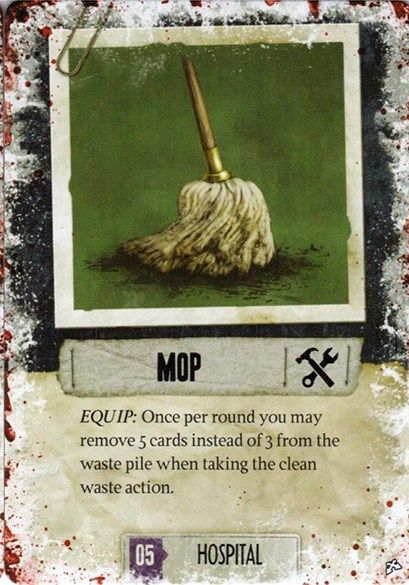 MOP
EQUIP: Once per round you may
remove 5 cards instead of 3 from the
waste pile when taking the clean
waste action.
05 HOSPITAL